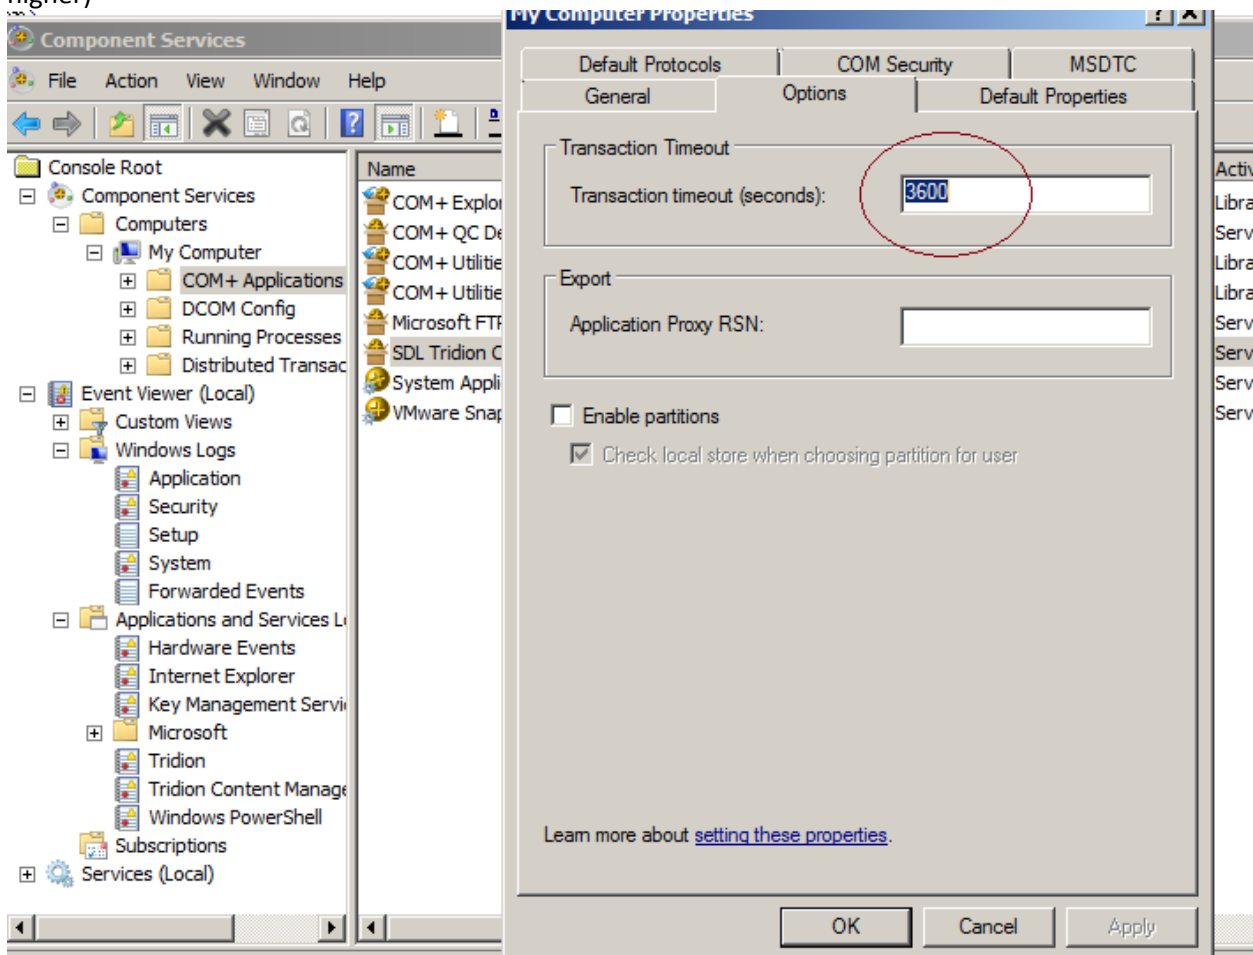 higher)
Component Services
File Action View Window Help
Console Root
Component Services
Computers
My Computer
COM+ Applications
DCOM Config
Running Processes
Distributed Transac
Event Viewer (Local)
Custom Views
Windows Logs
Application
Security
Setup
System
Forwarded Events
Applications and Services L
Hardware Events
Internet Explorer
Key Management Servi
Microsoft
Tridion
Tridion Content Manage
Windows PowerShell
Subscriptions
Services (Local)
Name
COM+ Explor
COM+ QC De
COM+ Utilitie
COM+ Utilitie
Microsoft FTP
SDL Tridion C
System Appli
VMware Snap
My Computer Properties
Default Protocols COM Security MSDTC
General Options Default Properties
Transaction Timeout
Transaction timeout (seconds): 3600
Export
Application Proxy RSN:
Enable partitions
Check local store when choosing partition for user
Learn more about setting these properties.
OK Cancel Apply
Activ
Libra
Serv
Libra
Libra
Serv
Serv
Serv
Serv